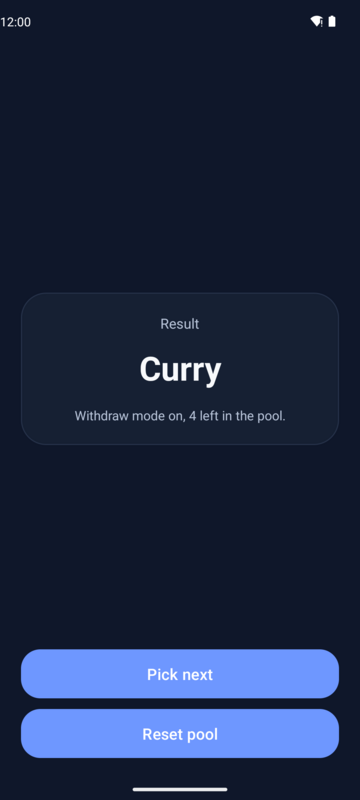 12:00
Result
Curry
Withdraw mode on, 4 left in the pool.
Pick next
Reset pool